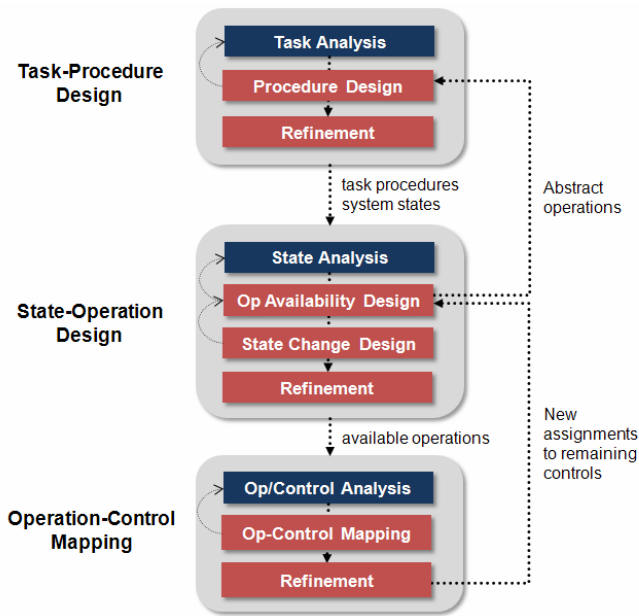 Task-Procedure
Design
Task Analysis
Procedure Design
Refinement
task procedures
system states
Abstract
operations
State-Operation
Design
State Analysis
Op Availability Design
State Change Design
Refinement
available operations
New
assignments
to remaining
controls
Operation-Control
Mapping
Op/Control Analysis
Op-Control Mapping
Refinement